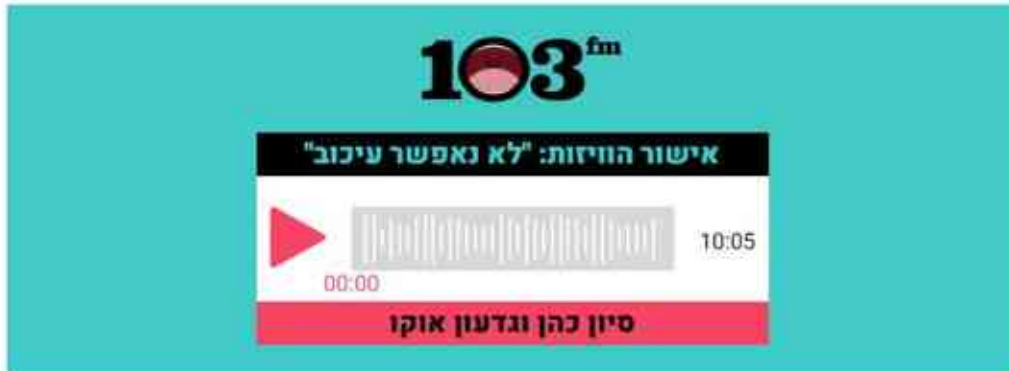 103fm
אישור הוויזות: "לא נאפשר עיכוב"
10:05
00:00
סיון כהן וגדעון אוקו